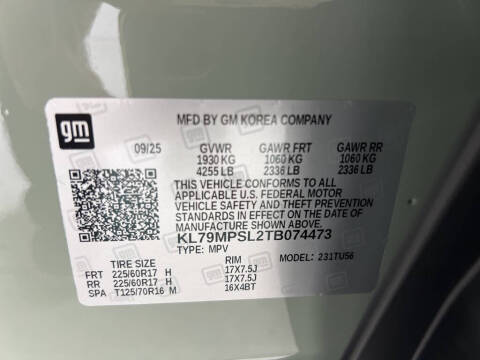 gm
MFD BY GM KOREA COMPANY
09/25 GVWR GAWR FRT GAWR RR
1930 KG 1060 KG 1060 KG
4255 LB 2336 LB 2336 LB
THIS VEHICLE CONFORMS TO ALL
APPLICABLE U.S. FEDERAL MOTOR
VEHICLE SAFETY AND THEFT PREVENTION
STANDARDS IN EFFECT ON THE DATE OF
MANUFACTURE SHOWN ABOVE.
KL79MPSL2TB074473
TYPE: MPV MODEL: 231TU56
TIRE SIZE RIM
FRT 225/60R17 H 17X7.5J
RR 225/60R17 H 17X7.5J
SPA T125/70R16 M 16X4BT